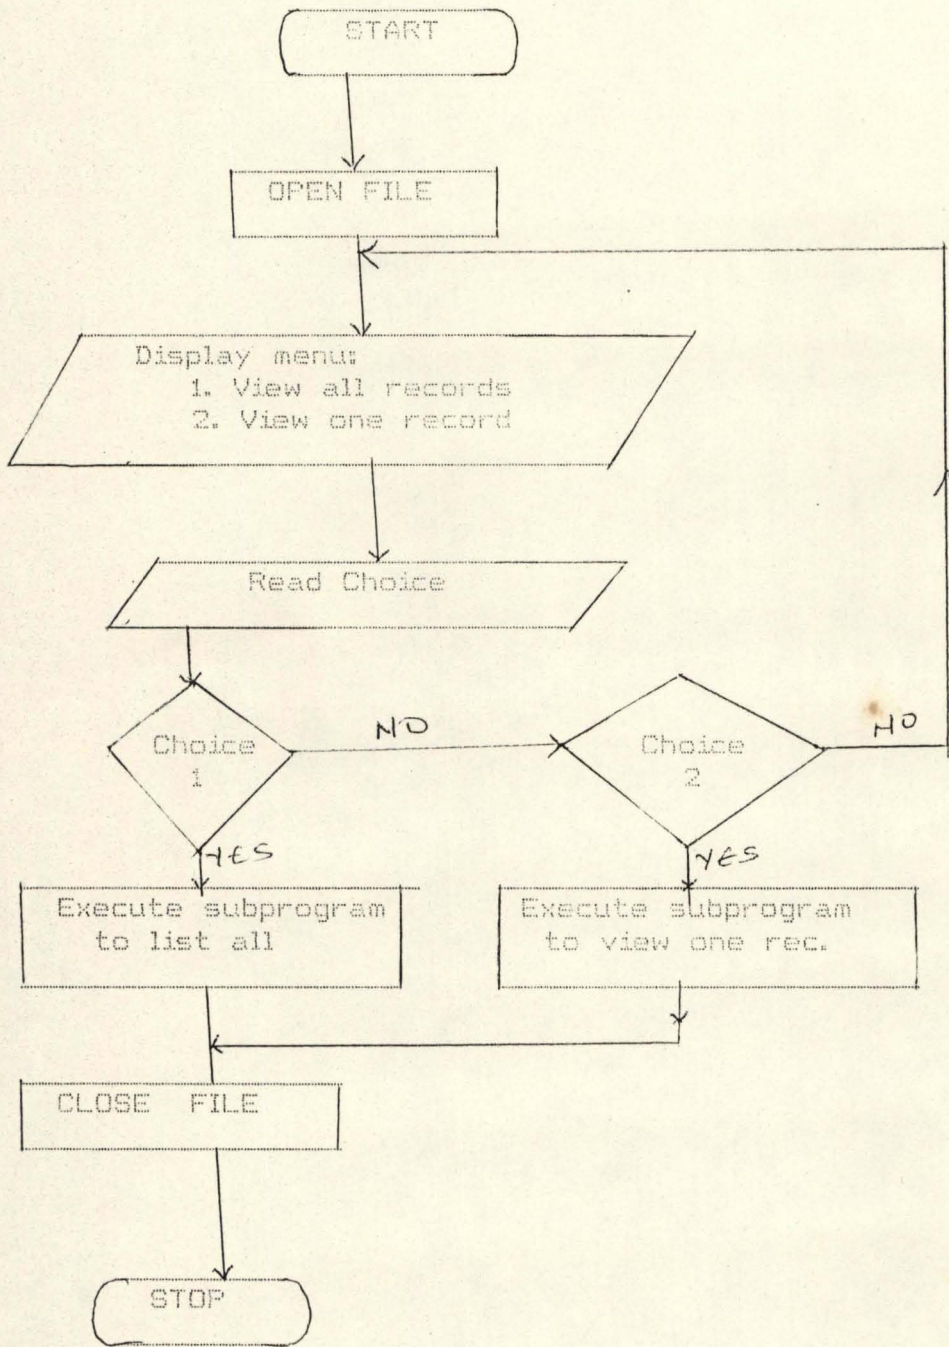 START
OPEN FILE
Display menu:
1. View all records
2. View one record
Read Choice
Choice
1
NO
Choice
2
NO
YES
YES
Execute subprogram
to list all
Execute subprogram
to view one rec.
CLOSE FILE
STOP